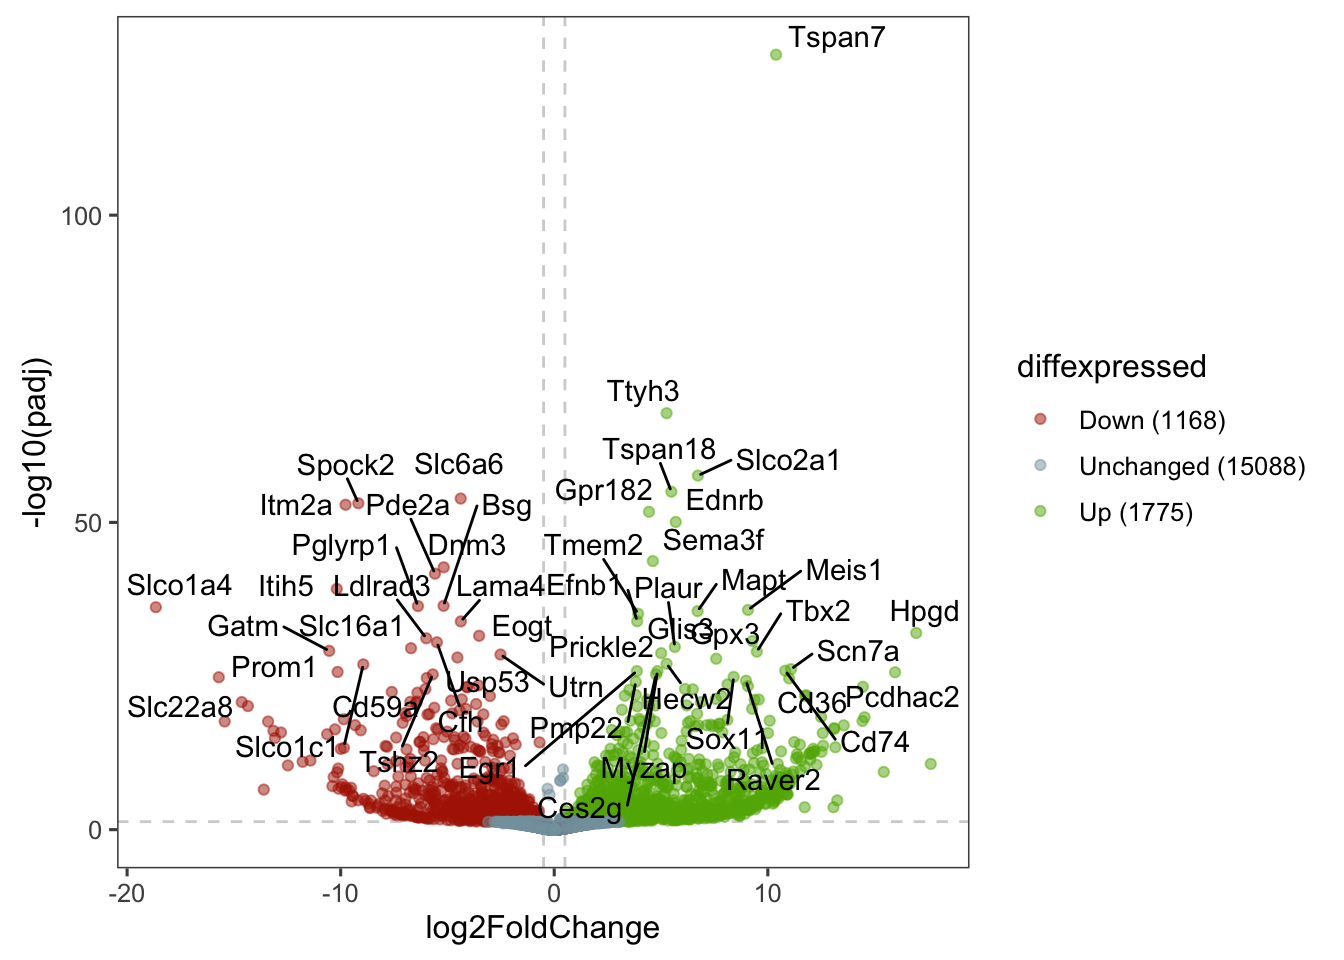 Tspan7
100
Ttyh3
Tspan18
Slco2a1
Spock2
Slc6a6
Gpr182
Ednrb
Itm2a
Pde2a
Bsg
50
Pglyrp1
Dnm3
Tmem2
Sema3f
Slco1a4
Itih5
Ldlrad3
Lama4
Efnb1
Plaur
Mapt
Meis1
Tbx2
Hpgd
Gatm
Slc16a1
Eogt
Glis3
Gpx3
Prickle2
Scn7a
Prom1
Usp53
Utrn
Hecw2
Cd36
Pcdhac2
Slc22a8
Cd59a
Cfh
Pmp22
Sox11
Cd74
Slco1c1
Tshz2
Egr1
Myzap
Raver2
Ces2g
0
-20
-10
0
10
log2FoldChange
-log10(padj)
diffexpressed
Down (1168)
Unchanged (15088)
Up (1775)